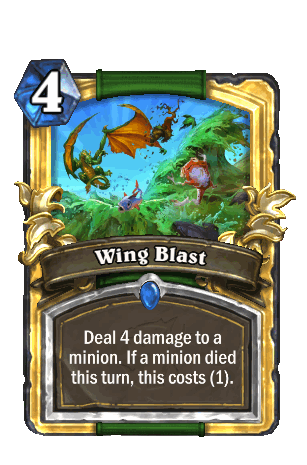 4
Wing Blast
Deal 4 damage to a
minion. If a minion died
this turn, this costs (1).